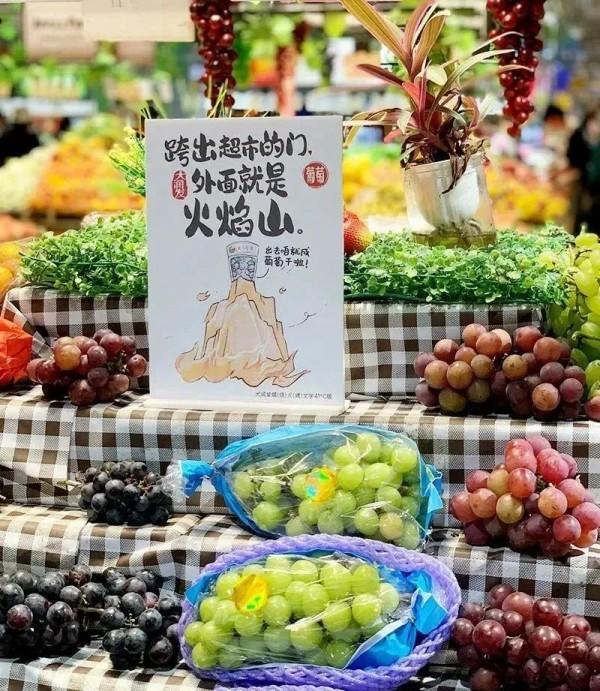 跨出超市的门,
外面就是
火焰山。
大润发
葡萄
出去唔就成
葡萄干啦!